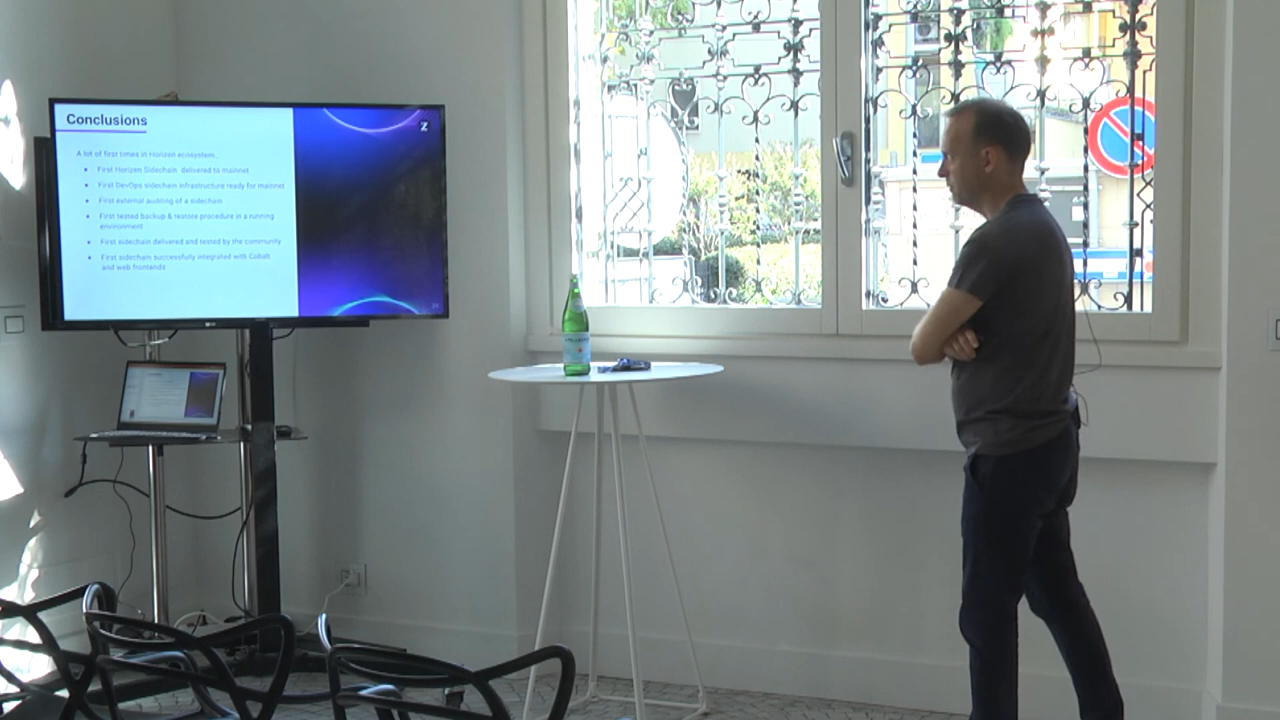 Conclusions
A lot of first times in Horizen ecosystem..
First Horizen Sidechain delivered to mainnet
First DevOps sidechain infrastructure ready for mainnet
First external auditing of a sidechain
First tested backup & restore procedure in a running
environment
First sidechain delivered and tested by the community
First sidechain successfully integrated with Cobalt
and web frontends
LG